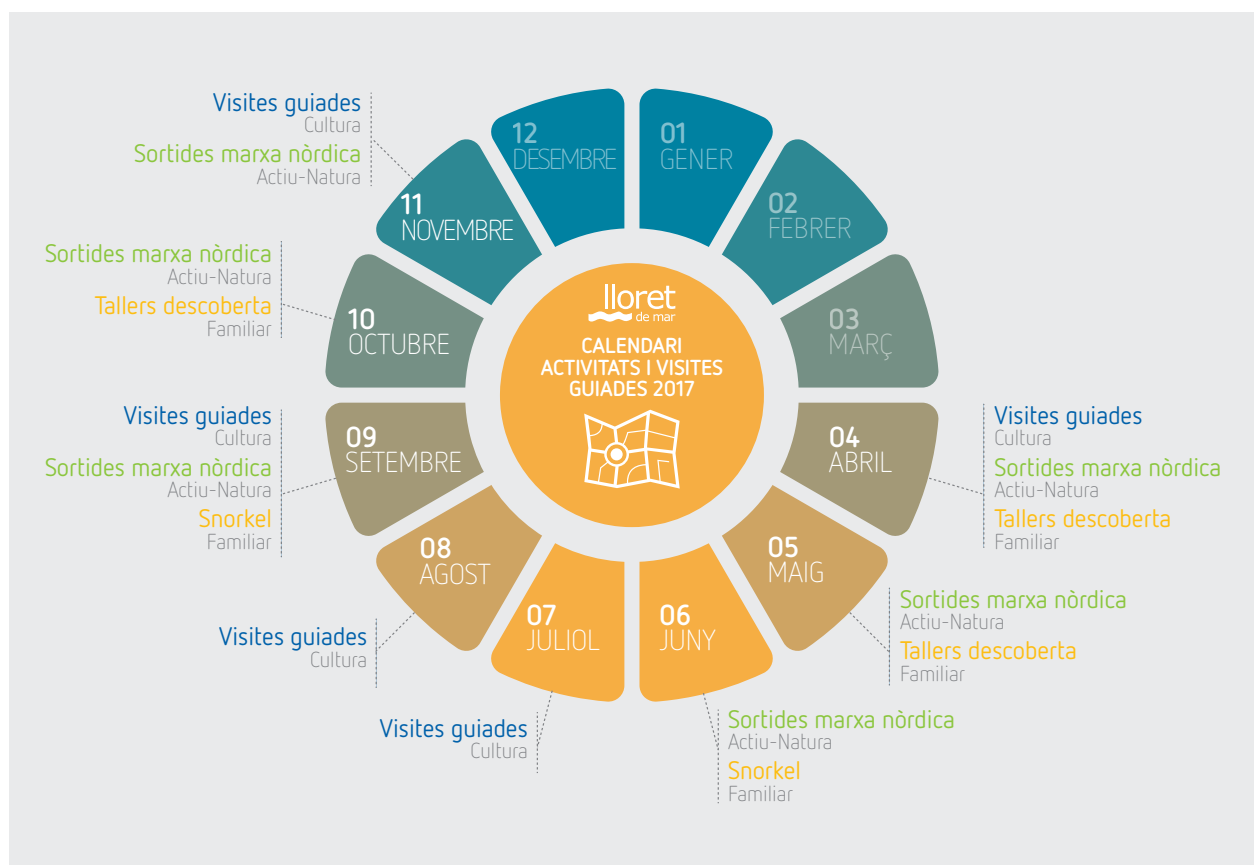 lloret
de mar
CALENDARI
ACTIVITATS I VISITES
GUIADES 2017
01
GENER
02
FEBRER
03
MARÇ
04
ABRIL
Visites guiades
Cultura
Sortides marxa nòrdica
Actiu-Natura
Tallers descoberta
Familiar
05
MAIG
Sortides marxa nòrdica
Actiu-Natura
Tallers descoberta
Familiar
06
JUNY
Sortides marxa nòrdica
Actiu-Natura
Snorkel
Familiar
07
JULIOL
Visites guiades
Cultura
08
AGOST
Visites guiades
Cultura
09
SETEMBRE
Visites guiades
Cultura
Sortides marxa nòrdica
Actiu-Natura
Snorkel
Familiar
10
OCTUBRE
Sortides marxa nòrdica
Actiu-Natura
Tallers descoberta
Familiar
11
NOVEMBRE
Visites guiades
Cultura
Sortides marxa nòrdica
Actiu-Natura
12
DESEMBRE